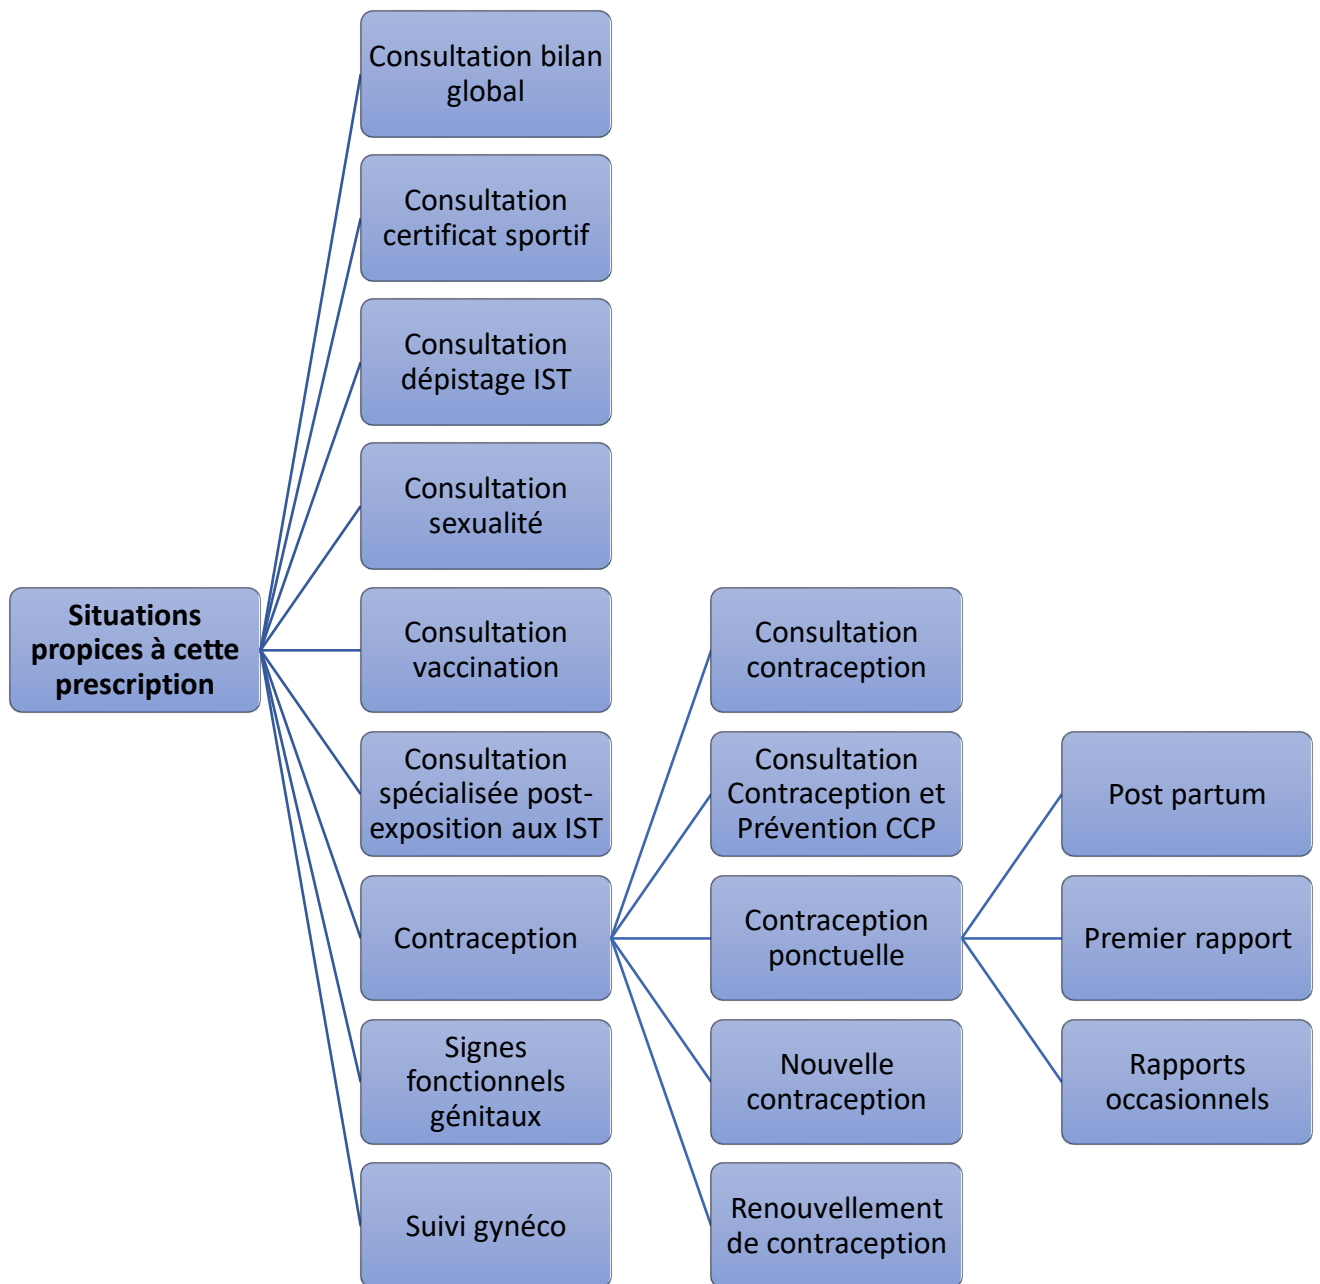 Situations
propices à cette
prescription
Consultation bilan
global
Consultation
certificat sportif
Consultation
dépistage IST
Consultation
sexualité
Consultation
vaccination
Consultation
spécialisée post-
exposition aux IST
Contraception
Signes
fonctionnels
génitaux
Suivi gynéco
Consultation
contraception
Consultation
Contraception et
Prévention CCP
Contraception
ponctuelle
Nouvelle
contraception
Renouvellement
de contraception
Post partum
Premier rapport
Rapports
occasionnels